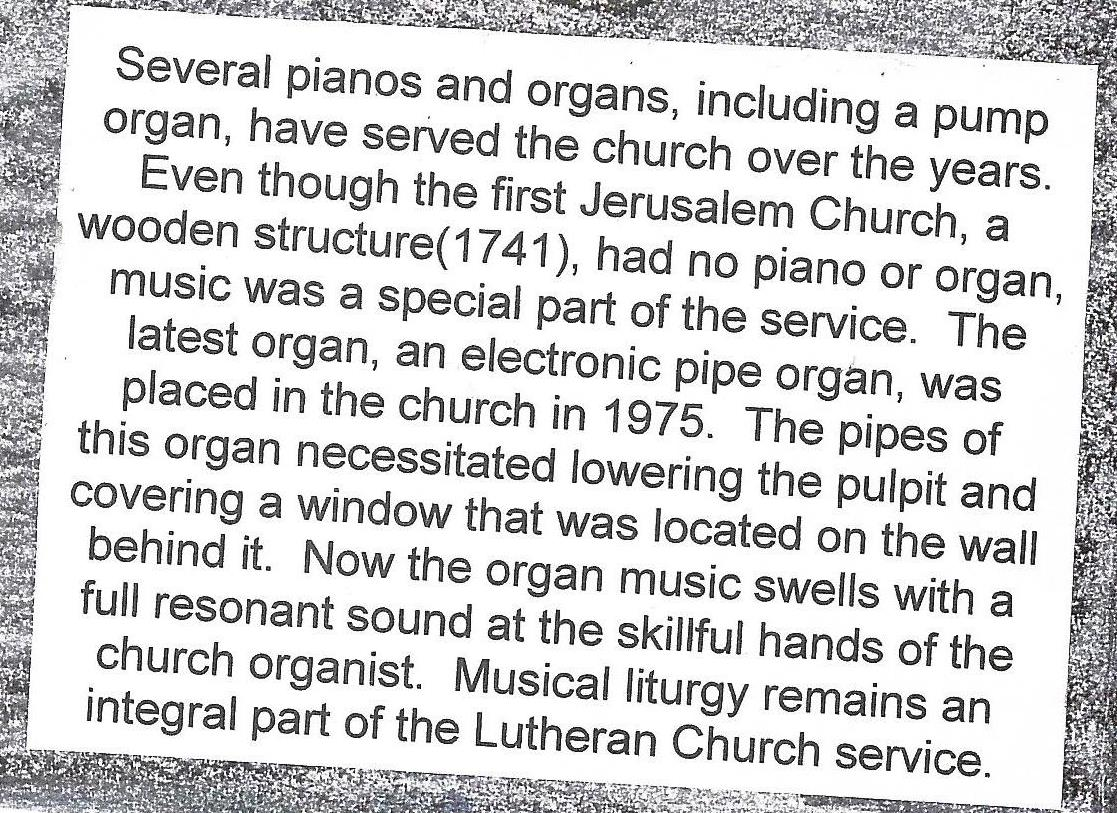 Several pianos and organs, including a pump
organ, have served the church over the years.
Even though the first Jerusalem Church, a
wooden structure(1741), had no piano or organ,
music was a special part of the service.  The
latest organ, an electronic pipe organ, was
placed in the church in 1975.  The pipes of
this organ necessitated lowering the pulpit and
covering a window that was located on the wall
behind it.  Now the organ music swells with a
full resonant sound at the skillful hands of the
church organist.  Musical liturgy remains an
integral part of the Lutheran Church service.